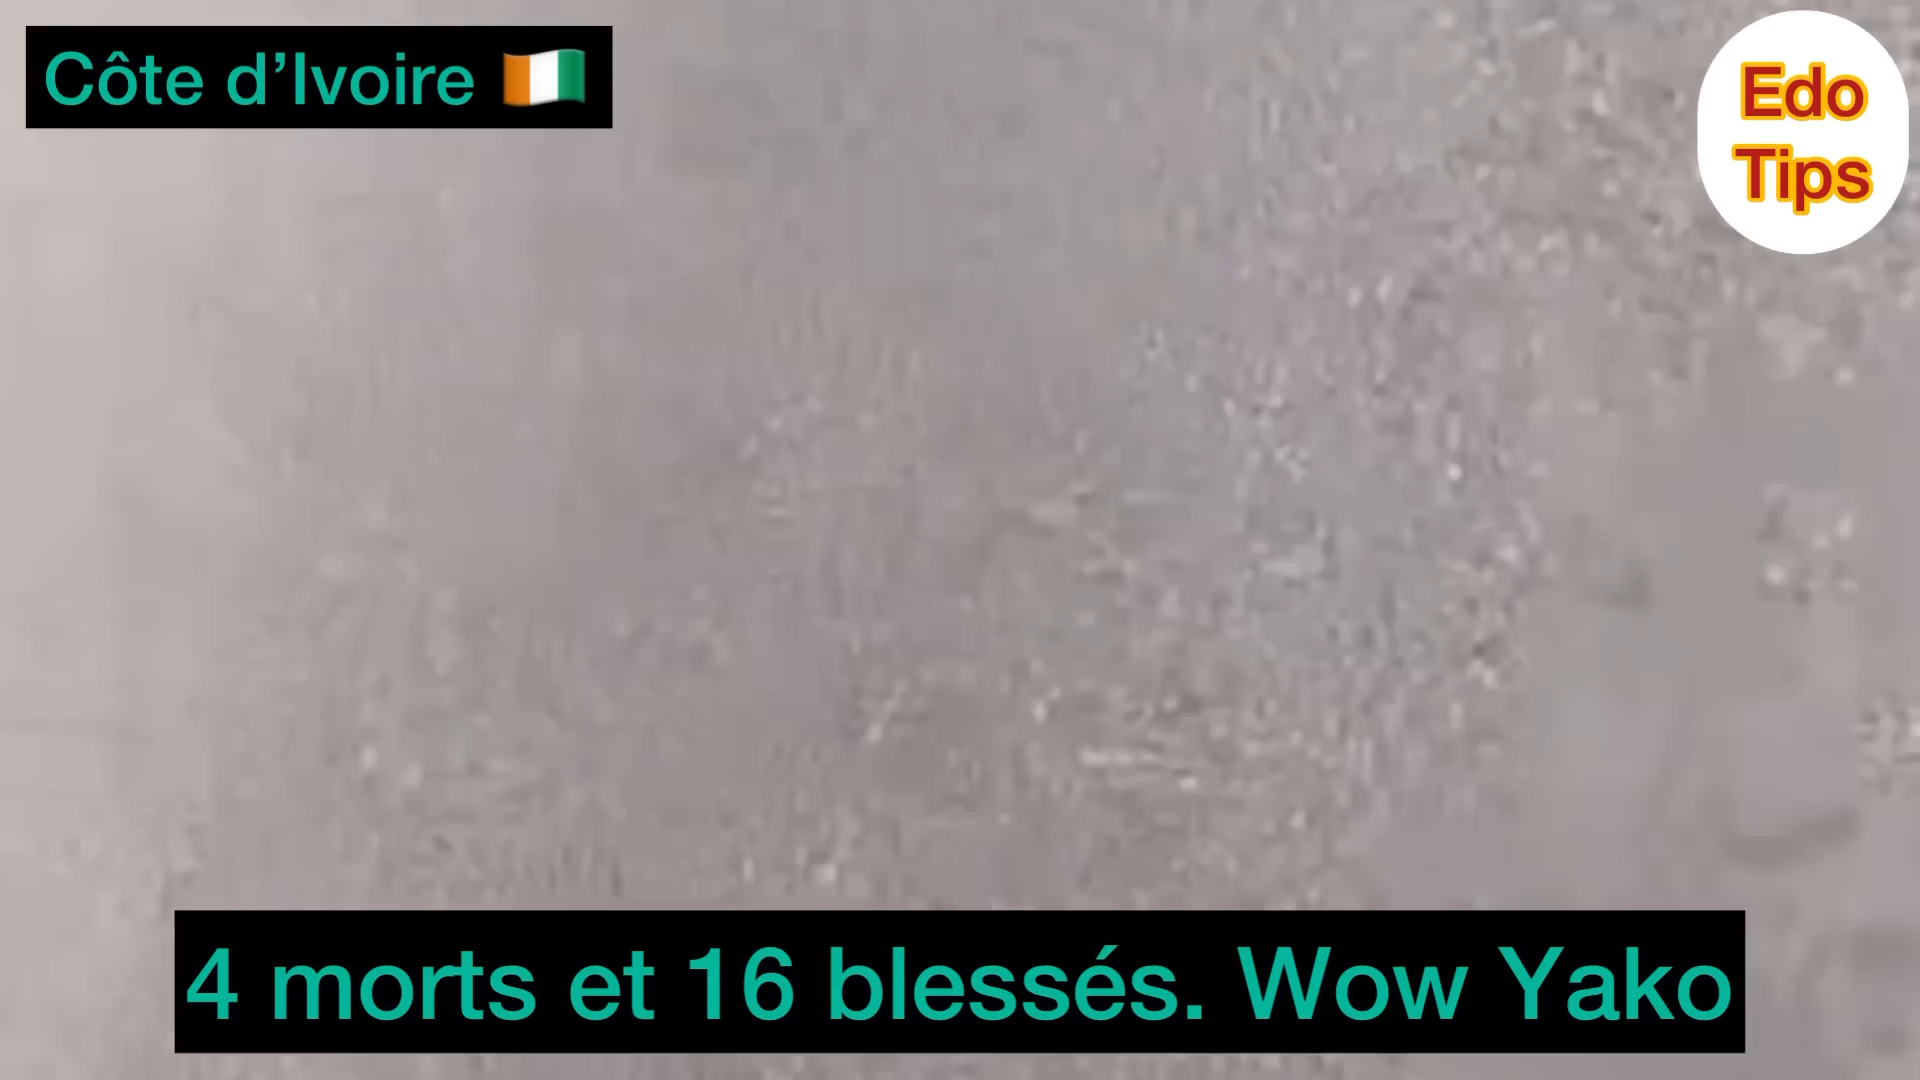 Côte d’Ivoire 🇨🇮
Edo
Tips
4 morts et 16 blessés. Wow Yako